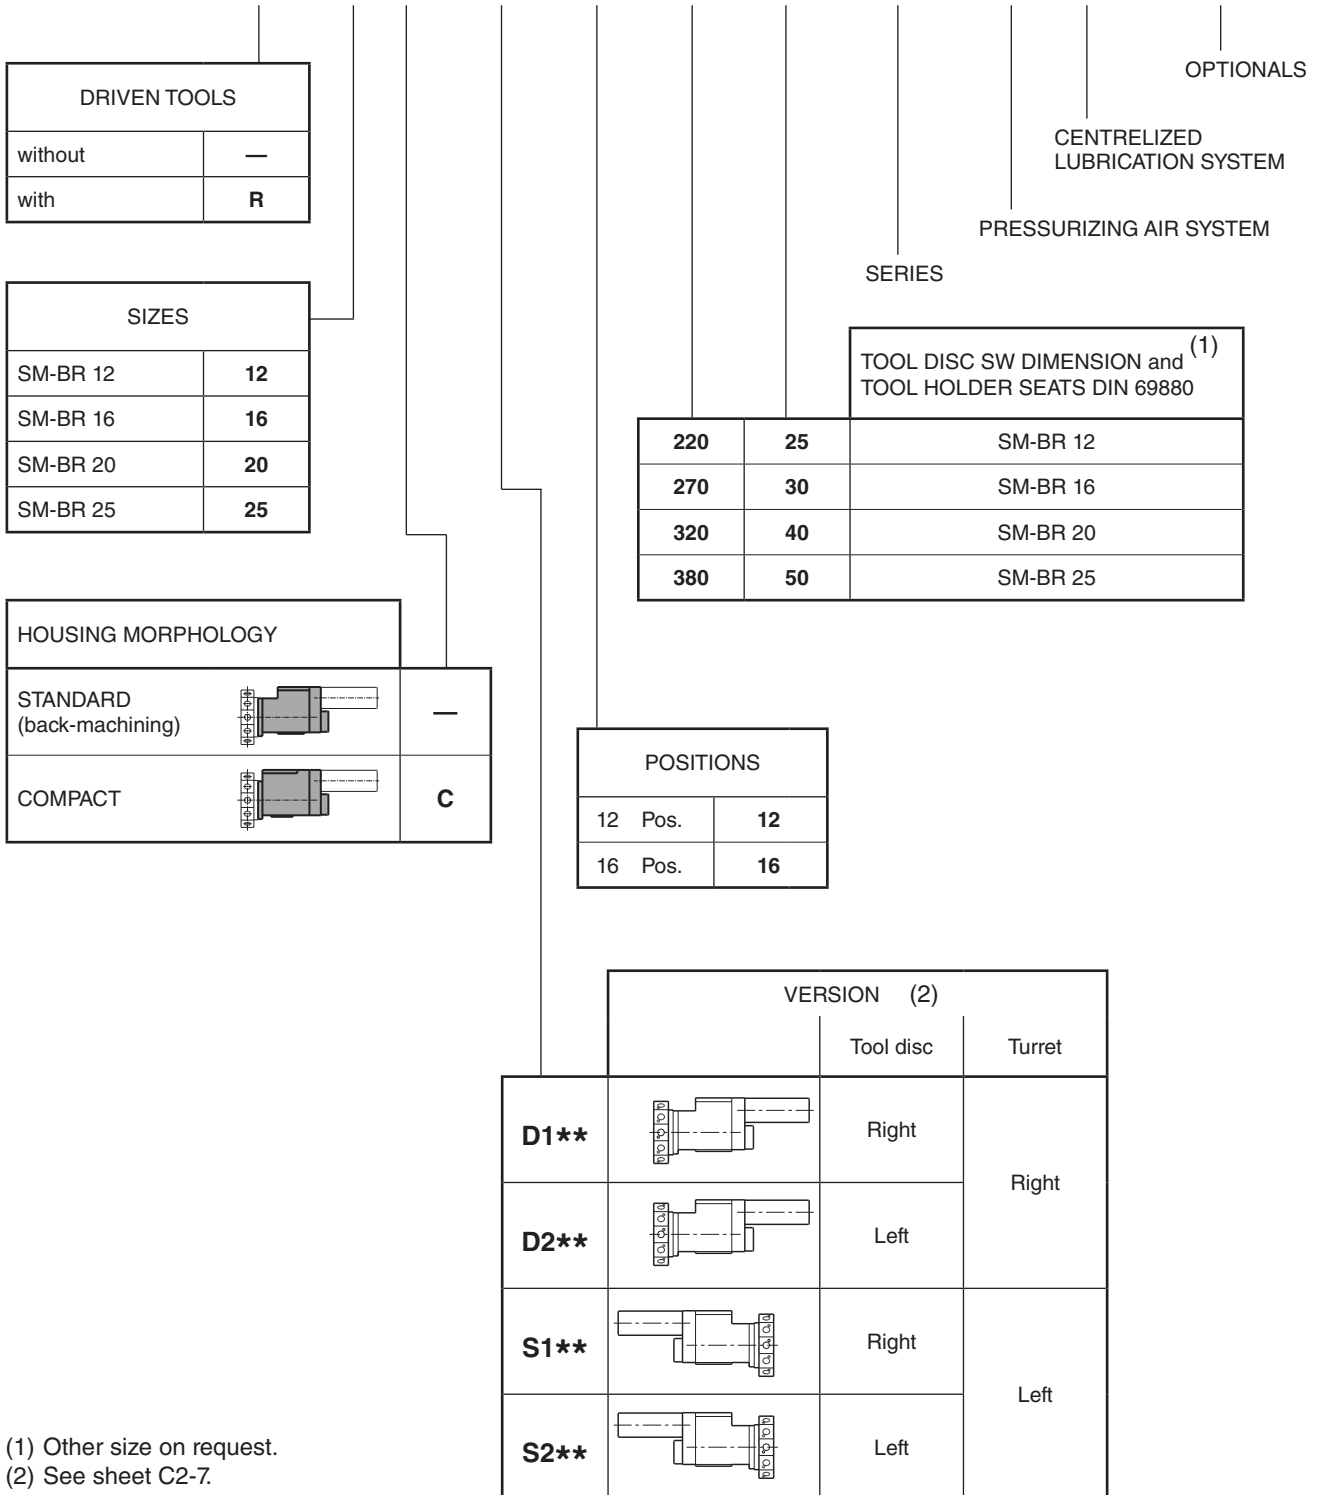 OPTIONALS
CENTRELIZED
LUBRICATION SYSTEM
PRESSURIZING AIR SYSTEM
SERIES
DRIVEN TOOLS
without —
with R
SIZES
SM-BR 12 12
SM-BR 16 16
SM-BR 20 20
SM-BR 25 25
TOOL DISC SW DIMENSION and (1)
TOOL HOLDER SEATS DIN 69880
220 25 SM-BR 12
270 30 SM-BR 16
320 40 SM-BR 20
380 50 SM-BR 25
HOUSING MORPHOLOGY
STANDARD
(back-machining) —
COMPACT C
POSITIONS
12 Pos. 12
16 Pos. 16
VERSION (2)
Tool disc Turret
D1** Right
Right
D2** Left
S1** Right
Left
S2** Left
(1) Other size on request.
(2) See sheet C2-7.